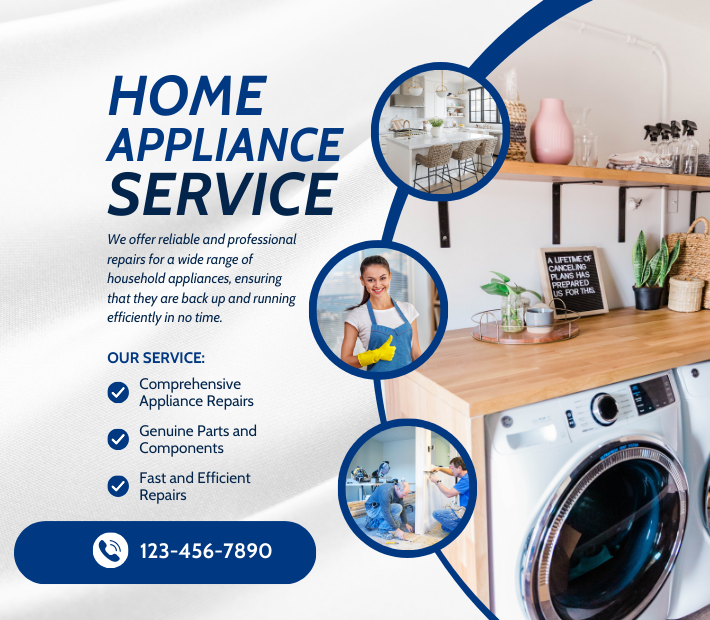 HOME
APPLIANCE
SERVICE
We offer reliable and professional
repairs for a wide range of
household appliances, ensuring
that they are back up and running
efficiently in no time.
OUR SERVICE:
Comprehensive
Appliance Repairs
Genuine Parts and
Components
Fast and Efficient
Repairs
123-456-7890
A LIFETIME OF
CANCELING
PLANS HAS
PREPARED
US FOR THIS.